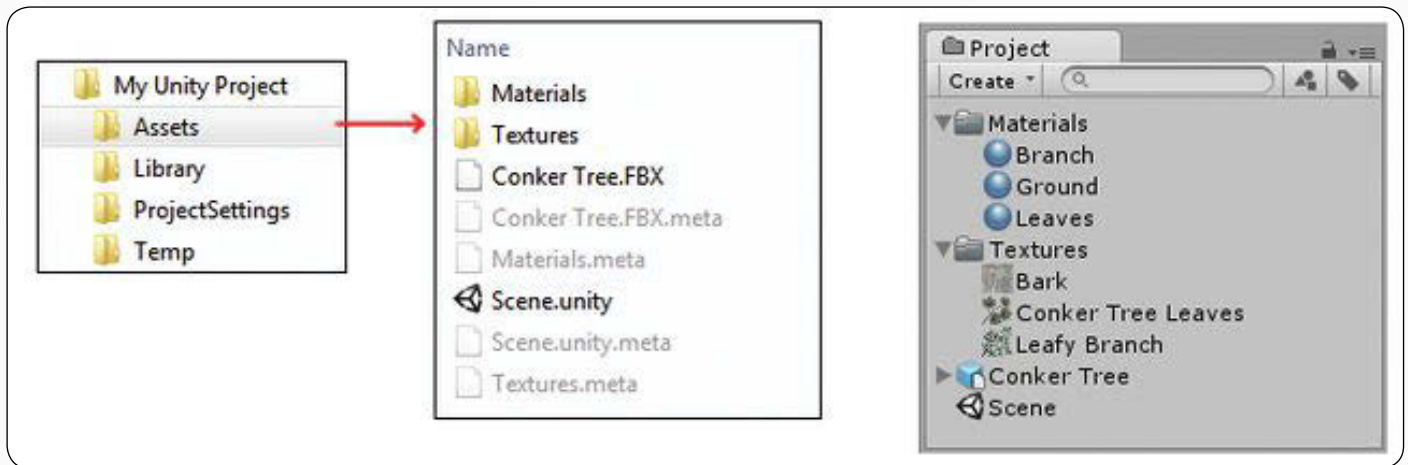 My Unity Project
Assets
Library
ProjectSettings
Temp
Name
Materials
Textures
Conker Tree.FBX
Conker Tree.FBX.meta
Materials.meta
Scene.unity
Scene.unity.meta
Textures.meta
Project
Create
Materials
Branch
Ground
Leaves
Textures
Bark
Conker Tree Leaves
Leafy Branch
Conker Tree
Scene